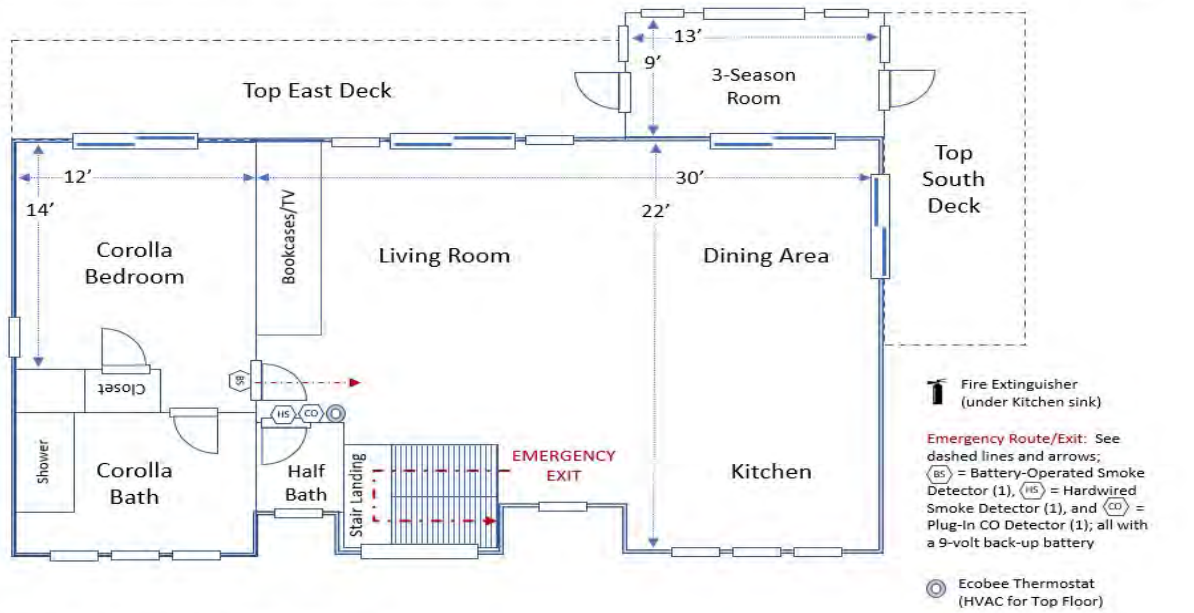 13’
9’
3-Season
Room
Top East Deck
Top
South
Deck
12’
30’
14’
22’
Corolla
Bedroom
Bookcases/TV
Living Room
Dining Area
Closet
BS
HS
CO
Shower
Corolla
Bath
Half
Bath
Stair Landing
EMERGENCY
EXIT
Kitchen
Fire Extinguisher
(under Kitchen sink)
Emergency Route/Exit: See
dashed lines and arrows;
BS = Battery-Operated Smoke
Detector (1), HS = Hardwired
Smoke Detector (1), and CO =
Plug-In CO Detector (1); all with
a 9-volt back-up battery
Ecobee Thermostat
(HVAC for Top Floor)